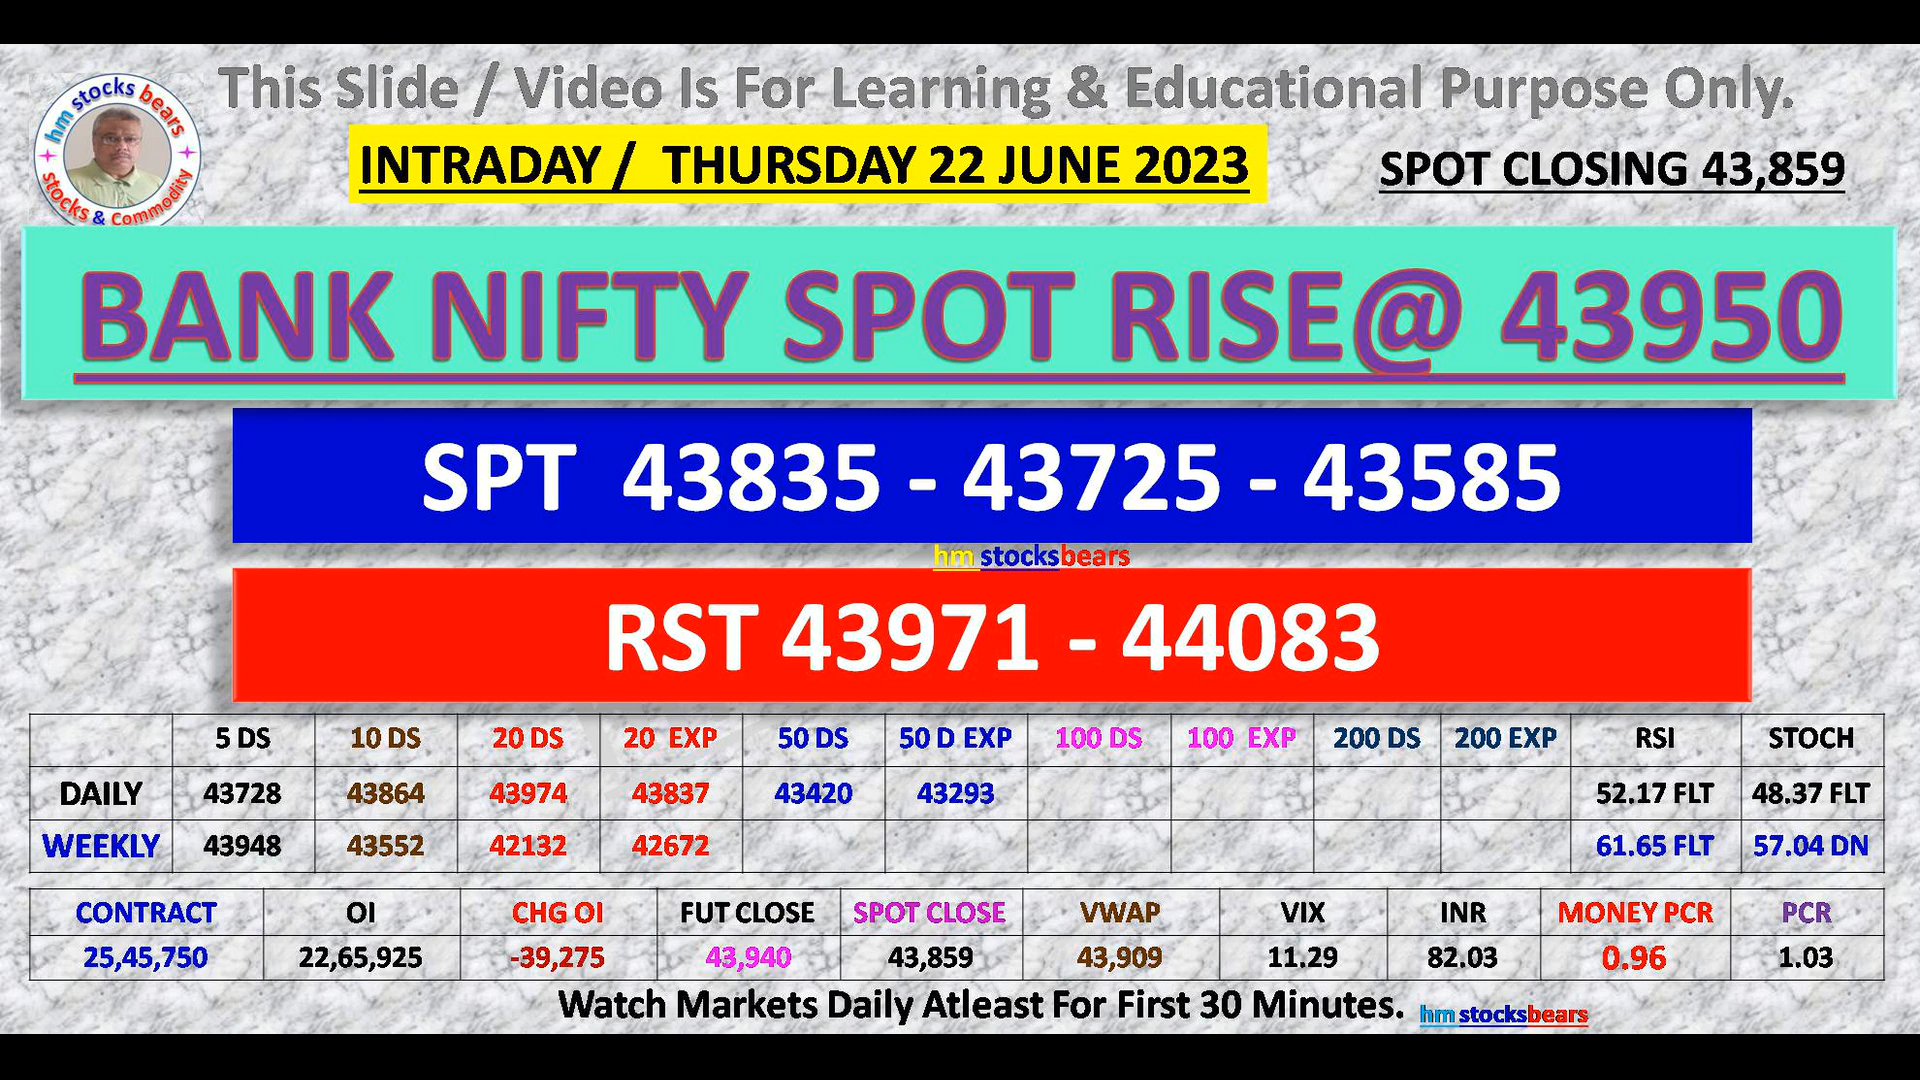 This Slide / Video Is For Learning & Educational Purpose Only.
hm stocks bears
stocks & Commodity
INTRADAY / THURSDAY 22 JUNE 2023
SPOT CLOSING 43,859
BANK NIFTY SPOT RISE@ 43950
SPT 43835 - 43725 - 43585
hm stocksbears
RST 43971 - 44083
5 DS 10 DS 20 DS 20 EXP 50 DS 50 D EXP 100 DS 100 EXP 200 DS 200 EXP RSI STOCH
DAILY 43728 43864 43974 43837 43420 43293 52.17 FLT 48.37 FLT
WEEKLY 43948 43552 42132 42672 61.65 FLT 57.04 DN
CONTRACT OI CHG OI FUT CLOSE SPOT CLOSE VWAP VIX INR MONEY PCR PCR
25,45,750 22,65,925 -39,275 43,940 43,859 43,909 11.29 82.03 0.96 1.03
Watch Markets Daily Atleast For First 30 Minutes.
hm stocksbears